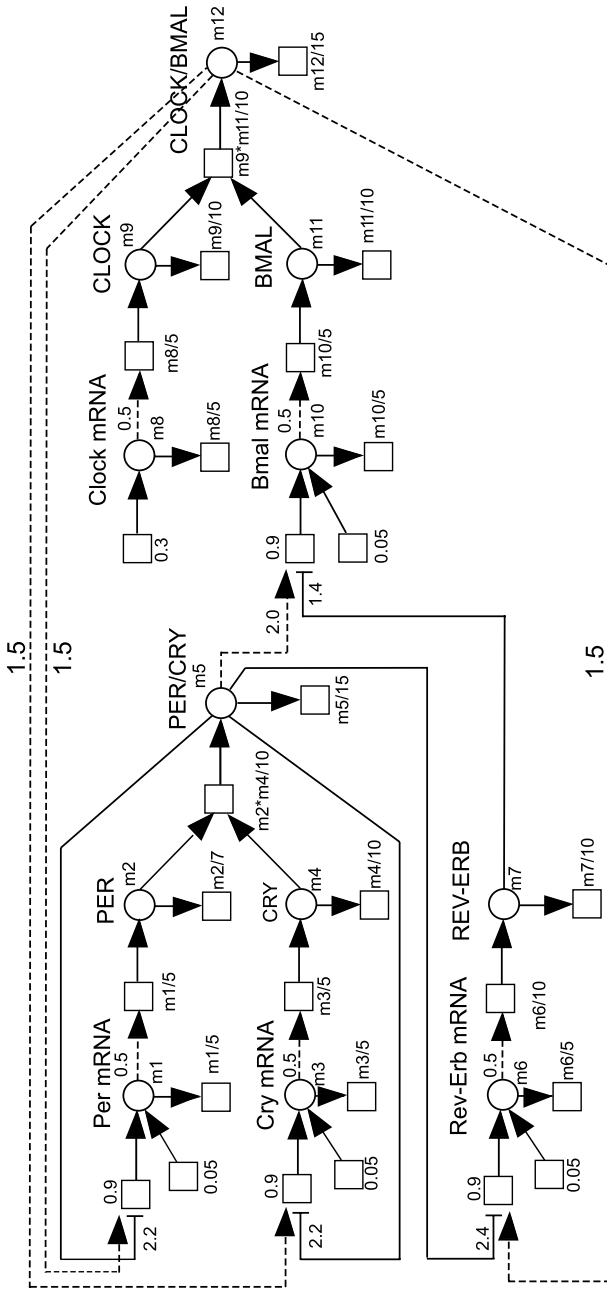 1.5
1.5
0.9
2.2
0.05
Per mRNA
m1
0.5
m1/5
m1/5
PER
m2
m2/7
0.9
2.2
0.05
Cry mRNA
m3
0.5
m3/5
m3/5
CRY
m4
m4/10
m2*m4/10
PER/CRY
m5
m5/15
0.9
2.4
0.05
Rev-Erb mRNA
m6
0.5
m6/5
m6/10
REV-ERB
m7
m7/10
0.3
Clock mRNA
m8
0.5
m8/5
m8/5
CLOCK
m9
m9/10
2.0
1.4
0.9
0.05
Bmal mRNA
m10
0.5
m10/5
m10/5
BMAL
m11
m11/10
m9*m11/10
CLOCK/BMAL
m12
m12/15
1.5